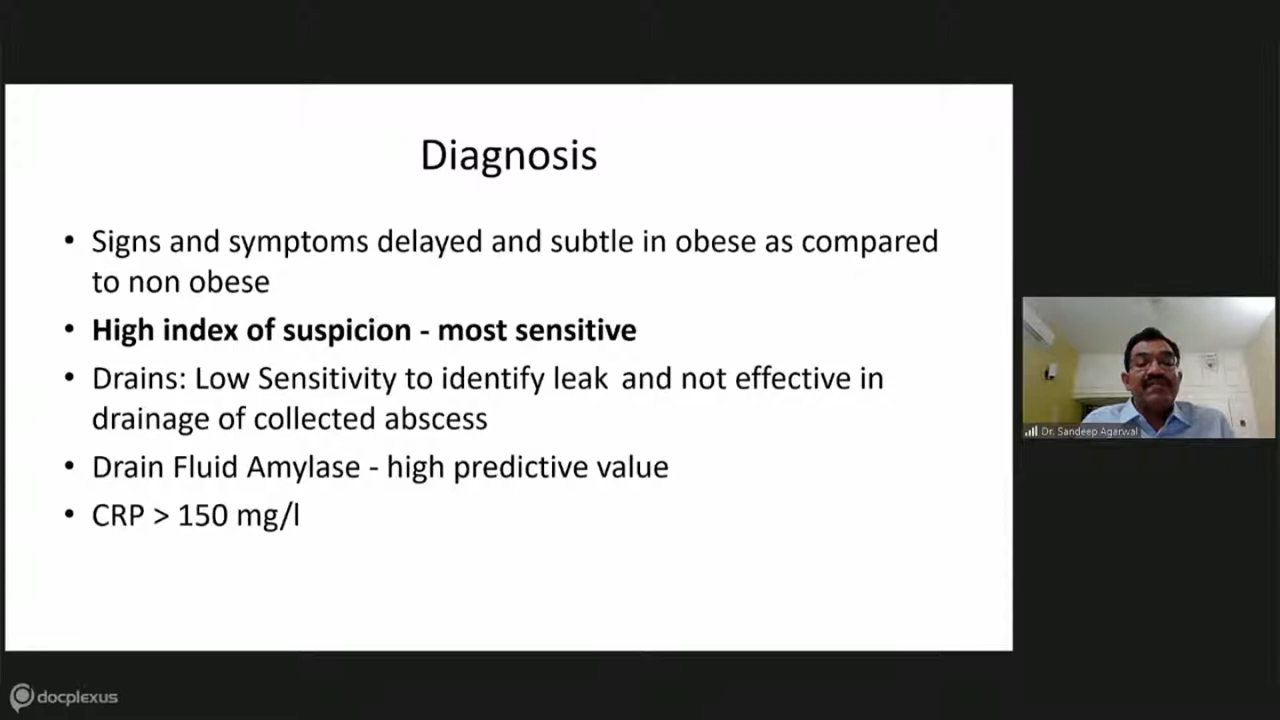 Diagnosis
• Signs and symptoms delayed and subtle in obese as compared
to non obese
• High index of suspicion - most sensitive
• Drains: Low Sensitivity to identify leak and not effective in
drainage of collected abscess
• Drain Fluid Amylase - high predictive value
• CRP > 150 mg/l
Dr. Sandeep Agarwal
docplexus